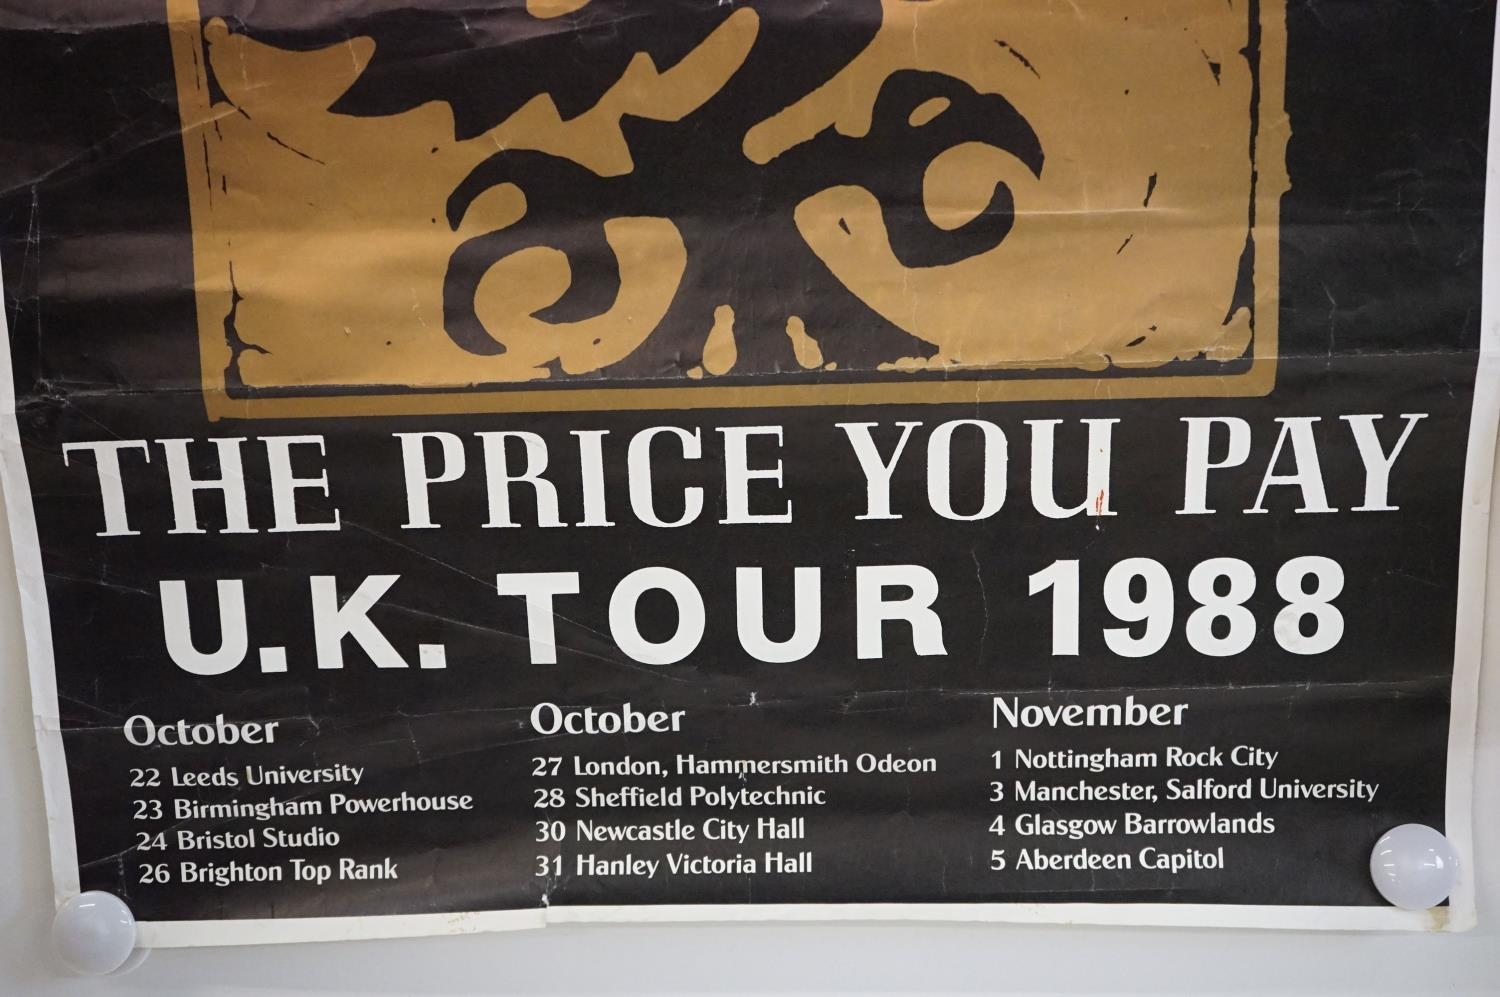 THE PRICE YOU PAY
U.K. TOUR 1988
October
22 Leeds University
23 Birmingham Powerhouse
24 Bristol Studio
26 Brighton Top Rank
October
27 London, Hammersmith Odeon
28 Sheffield Polytechnic
30 Newcastle City Hall
31 Hanley Victoria Hall
November
1 Nottingham Rock City
3 Manchester, Salford University
4 Glasgow Barrowlands
5 Aberdeen Capitol